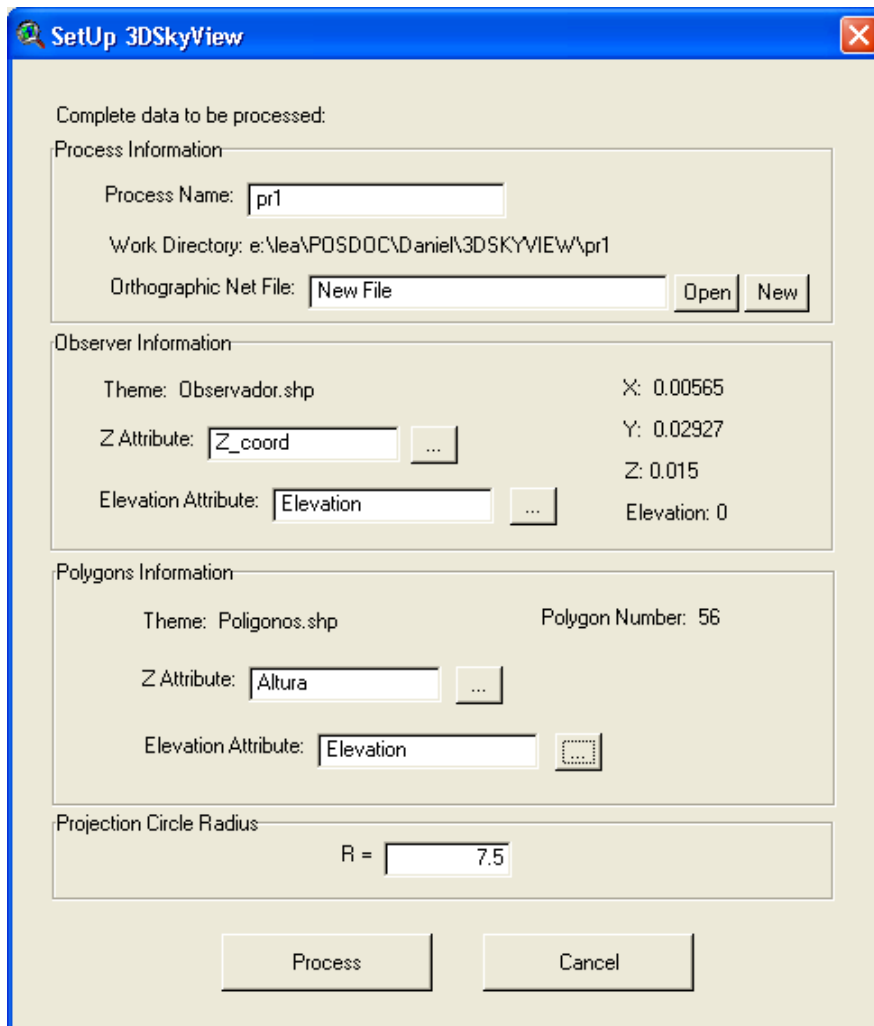 SetUp 3DSkyView
Complete data to be processed:
Process Information
Process Name: pr1
Work Directory: e:\lea\POSDOC\Daniel\3DSKYVIEW\pr1
Orthographic Net File: New File Open New
Observer Information
Theme: Observador.shp X: 0.00565
Z Attribute: Z_coord ... Y: 0.02927
Z: 0.015
Elevation Attribute: Elevation ... Elevation: 0
Polygons Information
Theme: Poligonos.shp Polygon Number: 56
Z Attribute: Altura ...
Elevation Attribute: Elevation ...
Projection Circle Radius
R = 7.5
Process Cancel